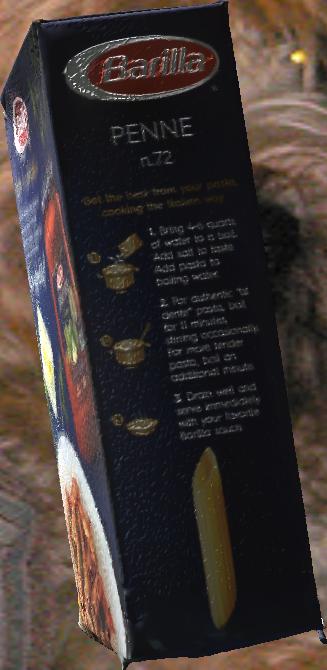 Barilla
PENNE
n.72
Get the best from your pasta,
cooking the Italian way
1. Bring 4-6 quarts
of water to a boil.
Add salt to taste.
Add pasta to
boiling water.
2. For authentic "al
dente" pasta, boil
for 11 minutes,
stirring occasionally.
For more tender
pasta, boil an
additional minute.
3. Drain well and
serve immediately
with your favorite
Barilla sauce.